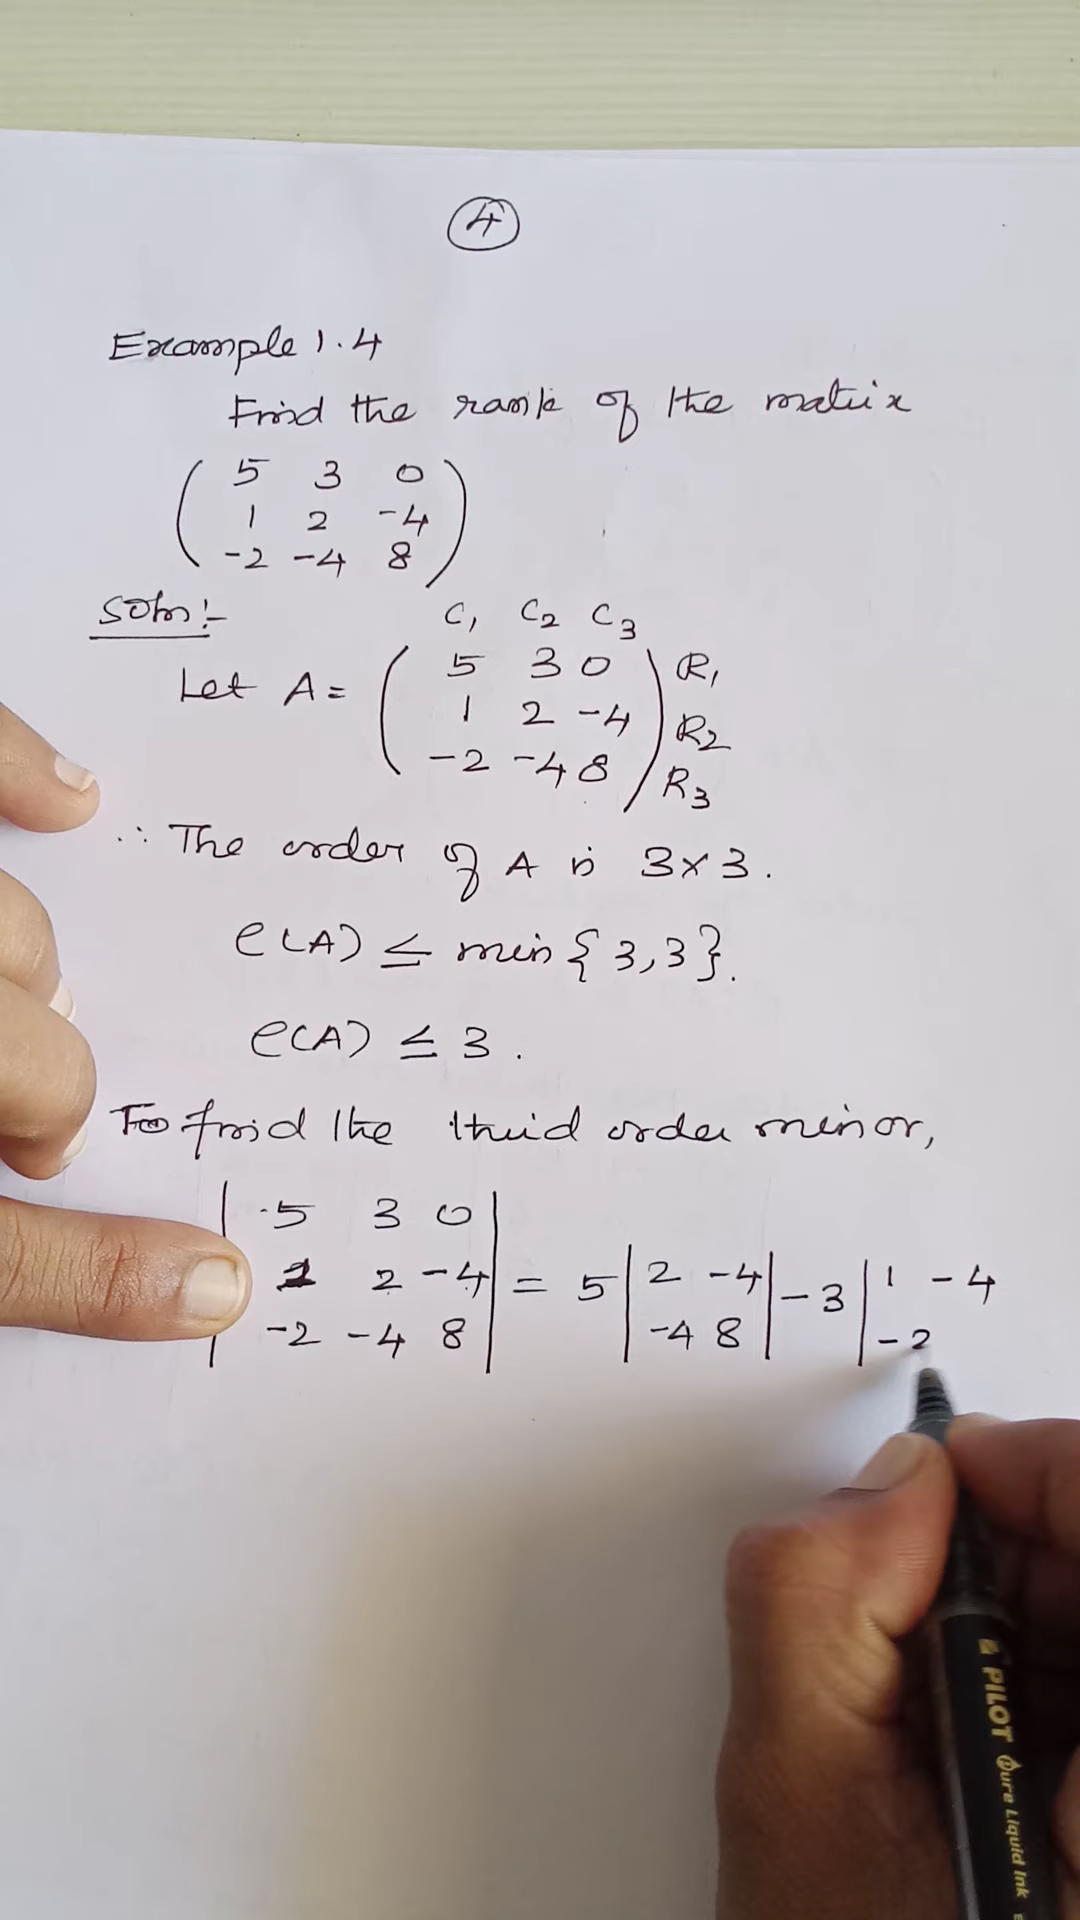 4
Example 1.4
Find the rank of the matrix
( 5 3 0
1 2 -4
-2 -4 8 )
Soln:-
C1 C2 C3
Let A = ( 5 3 0 ) R1
1 2 -4 R2
-2 -4 8 R3
∴ The order of A is 3×3.
ρ(A) ≤ min {3,3}.
ρ(A) ≤ 3.
To find the third order minor,
| 5 3 0 |
| 1 2 -4 | = 5 | 2 -4 | - 3 | 1 -4
| -2 -4 8 | | -4 8 | | -2
PILOT Pure Liquid Ink